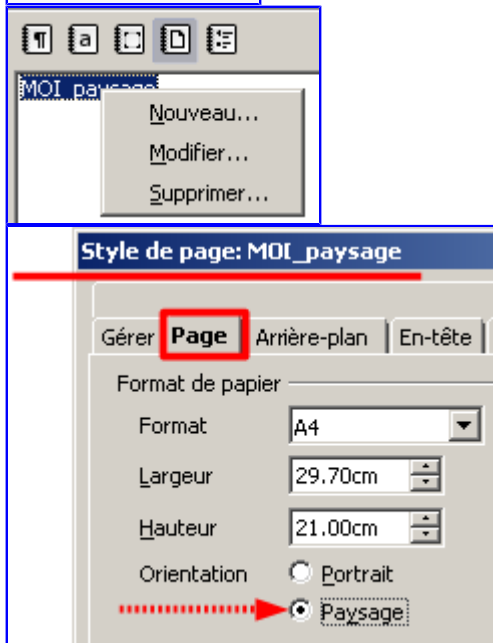 MOI_paysage
Nouveau...
Modifier...
Supprimer...
Style de page: MOI_paysage
Gérer Page Arrière-plan En-tête
Format de papier
Format A4
Largeur 29.70cm
Hauteur 21.00cm
Orientation Portrait
Paysage